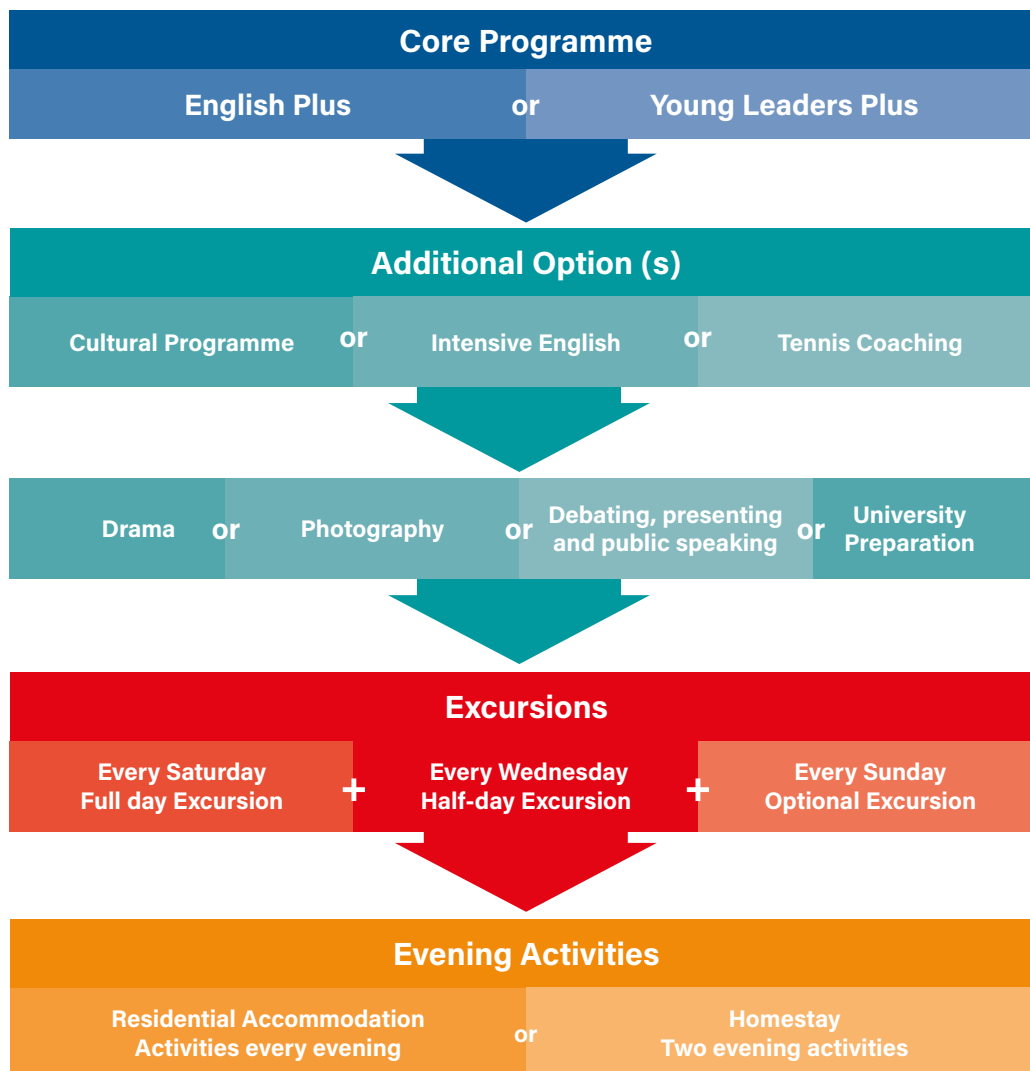 Core Programme
English Plus or Young Leaders Plus
Additional Option (s)
Cultural Programme or Intensive English or Tennis Coaching
Drama or Photography or Debating, presenting and public speaking or University Preparation
Excursions
Every Saturday
Full day Excursion
+
Every Wednesday
Half-day Excursion
+
Every Sunday
Optional Excursion
Evening Activities
Residential Accommodation
Activities every evening
or
Homestay
Two evening activities